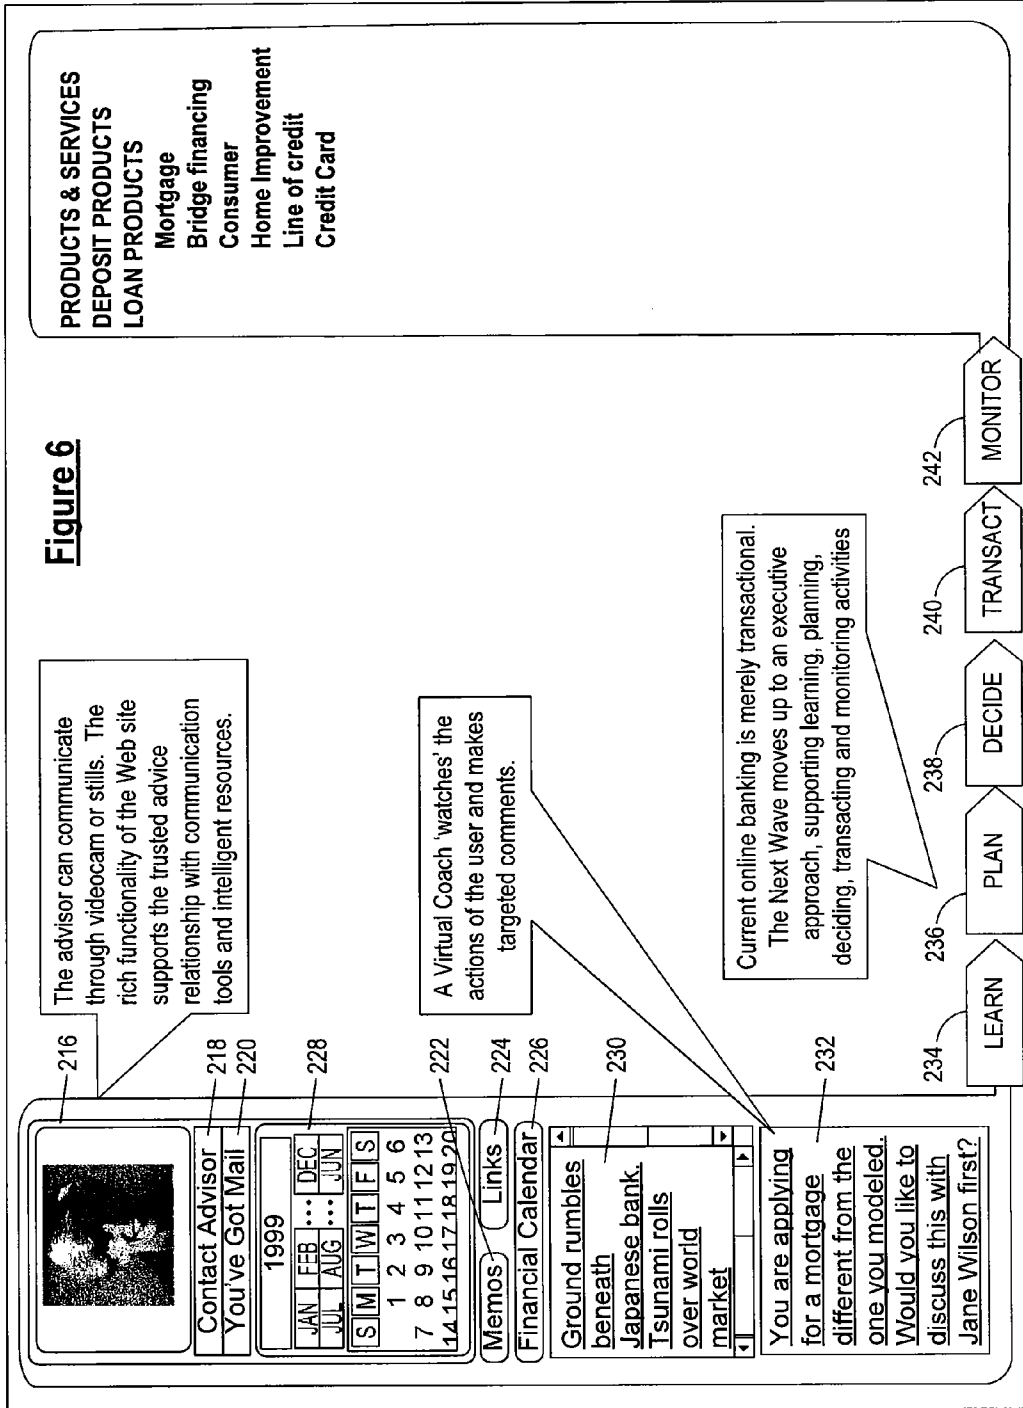 Figure 6
216
Contact Advisor
218
You've Got Mail
220
1999
228
JAN FEB ••• DEC
JUL AUG ••• JUN
S M T W T F S
1 2 3 4 5 6
7 8 9 10 11 12 13
14 15 16 17 18 19 20
222
Memos
Links
224
Financial Calendar
226
Ground rumbles
beneath
Japanese bank.
Tsunami rolls
over world
market
230
You are applying
for a mortgage
different from the
one you modeled.
Would you like to
discuss this with
Jane Wilson first?
232
The advisor can communicate
through videocam or stills. The
rich functionality of the Web site
supports the trusted advice
relationship with communication
tools and intelligent resources.
A Virtual Coach 'watches' the
actions of the user and makes
targeted comments.
Current online banking is merely transactional.
The Next Wave moves up to an executive
approach, supporting learning, planning,
deciding, transacting and monitoring activities
PRODUCTS & SERVICES
DEPOSIT PRODUCTS
LOAN PRODUCTS
Mortgage
Bridge financing
Consumer
Home Improvement
Line of credit
Credit Card
234
236
238
240
242
LEARN
PLAN
DECIDE
TRANSACT
MONITOR